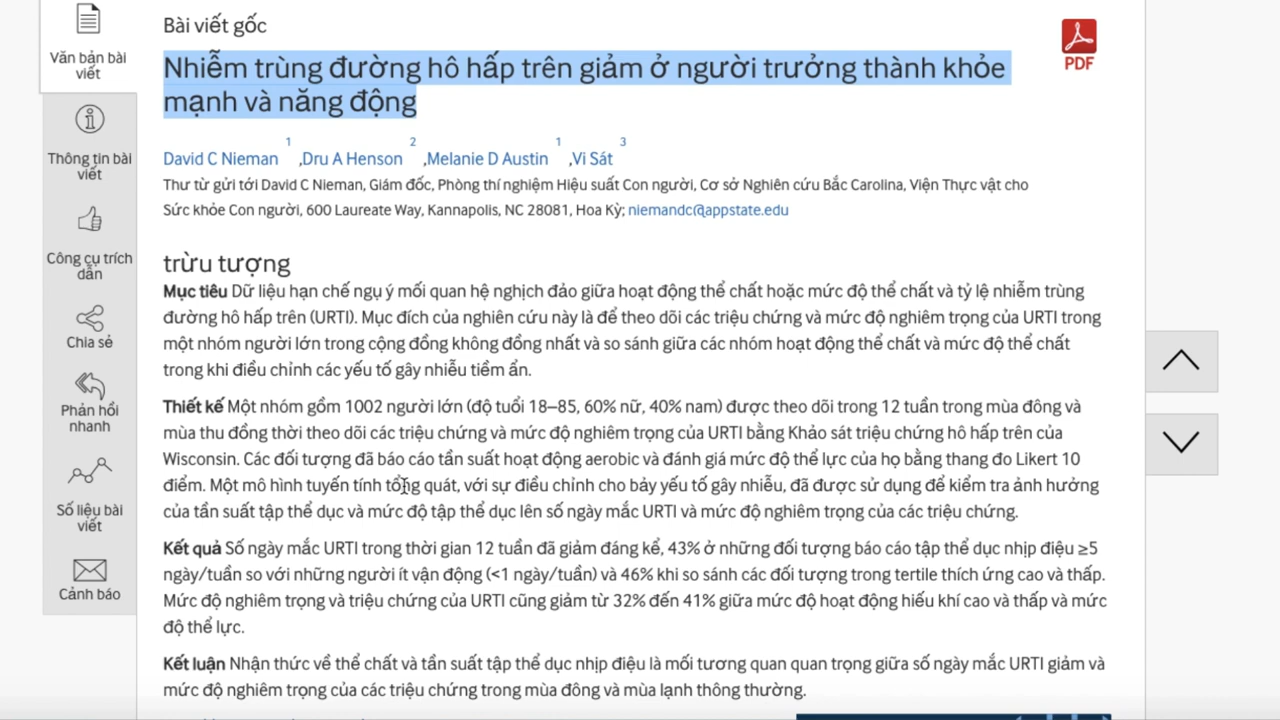 Bài viết gốc
PDF
Nhiễm trùng đường hô hấp trên giảm ở người trưởng thành khỏe
mạnh và năng động
David C Nieman 1 ,Dru A Henson 2 ,Melanie D Austin 1 ,Vi Sát 3
Thư từ gửi tới David C Nieman, Giám đốc, Phòng thí nghiệm Hiệu suất Con người, Cơ sở Nghiên cứu Bắc Carolina, Viện Thực vật cho
Sức khỏe Con người, 600 Laureate Way, Kannapolis, NC 28081, Hoa Kỳ; niemandc@appstate.edu
trừu tượng
Mục tiêu Dữ liệu hạn chế ngụ ý mối quan hệ nghịch đảo giữa hoạt động thể chất hoặc mức độ thể chất và tỷ lệ nhiễm trùng
đường hô hấp trên (URTI). Mục đích của nghiên cứu này là để theo dõi các triệu chứng và mức độ nghiêm trọng của URTI trong
một nhóm người lớn trong cộng đồng không đồng nhất và so sánh giữa các nhóm hoạt động thể chất và mức độ thể chất
trong khi điều chỉnh các yếu tố gây nhiễu tiềm ẩn.
Thiết kế Một nhóm gồm 1002 người lớn (độ tuổi 18–85, 60% nữ, 40% nam) được theo dõi trong 12 tuần trong mùa đông và
mùa thu đồng thời theo dõi các triệu chứng và mức độ nghiêm trọng của URTI bằng Khảo sát triệu chứng hô hấp trên của
Wisconsin. Các đối tượng đã báo cáo tần suất hoạt động aerobic và đánh giá mức độ thể lực của họ bằng thang đo Likert 10
điểm. Một mô hình tuyến tính tổng quát, với sự điều chỉnh cho bảy yếu tố gây nhiễu, đã được sử dụng để kiểm tra ảnh hưởng
của tần suất tập thể dục và mức độ tập thể dục lên số ngày mắc URTI và mức độ nghiêm trọng của các triệu chứng.
Kết quả Số ngày mắc URTI trong thời gian 12 tuần đã giảm đáng kể, 43% ở những đối tượng báo cáo tập thể dục nhịp điệu ≥5
ngày/tuần so với những người ít vận động (<1 ngày/tuần) và 46% khi so sánh các đối tượng trong tertile thích ứng cao và thấp.
Mức độ nghiêm trọng và triệu chứng của URTI cũng giảm từ 32% đến 41% giữa mức độ hoạt động hiếu khí cao và thấp và mức
độ thể lực.
Kết luận Nhận thức về thể chất và tần suất tập thể dục nhịp điệu là mối tương quan quan trọng giữa số ngày mắc URTI giảm và
mức độ nghiêm trọng của các triệu chứng trong mùa đông và mùa lạnh thông thường.
Văn bản bài
viết
Thông tin bài
viết
Công cụ trích
dẫn
Chia sẻ
Phản hồi
nhanh
Số liệu bài
viết
Cảnh báo